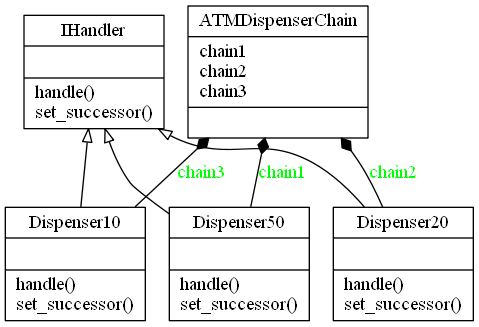 IHandler
handle()
set_successor()
ATMDispenserChain
chain1
chain2
chain3
chain3
chain1
chain2
Dispenser10
handle()
set_successor()
Dispenser50
handle()
set_successor()
Dispenser20
handle()
set_successor()